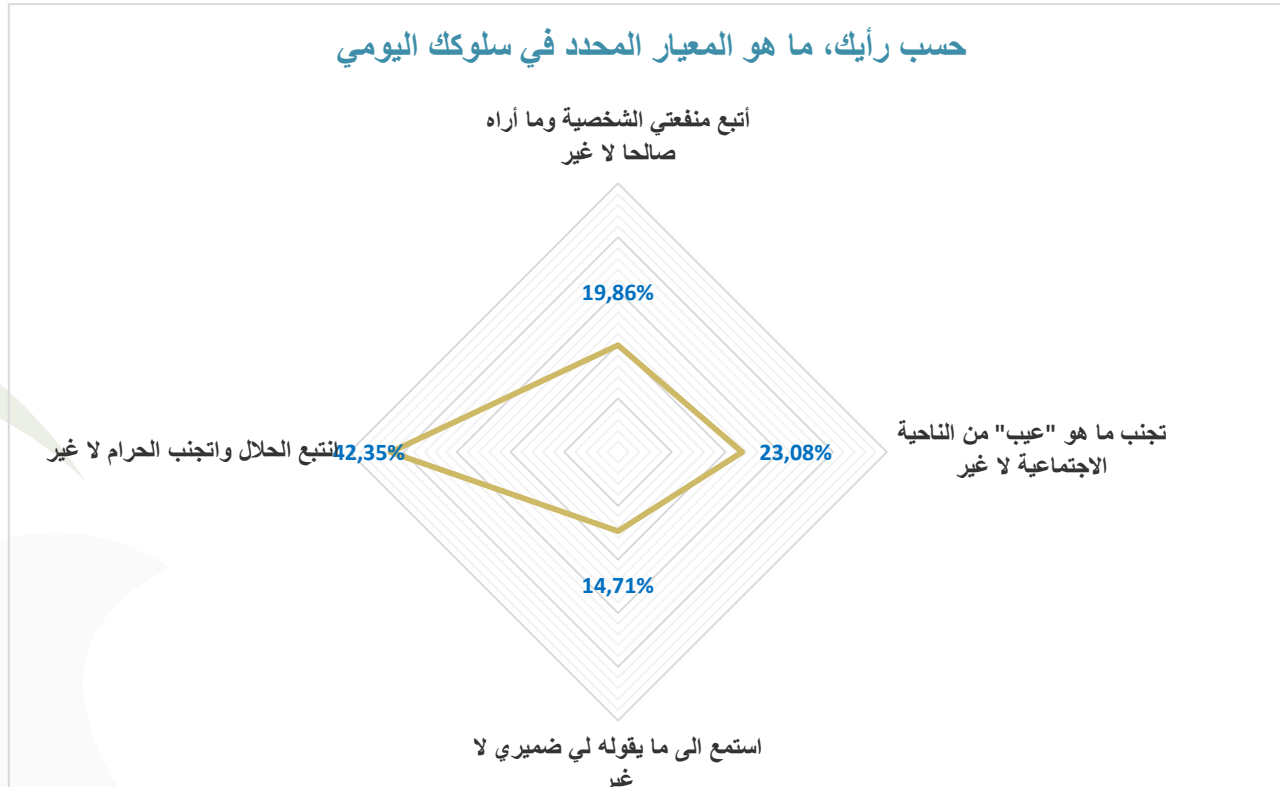 حسب رأيك، ما هو المعيار المحدد في سلوكك اليومي
أتبع منفعتي الشخصية وما أراه
صالحا لا غير
19,86%
تجنب ما هو "عيب" من الناحية
الاجتماعية لا غير
23,08%
42,35%
انتبع الحلال واتجنب الحرام لا غير
14,71%
استمع الى ما يقوله لي ضميري لا
غير